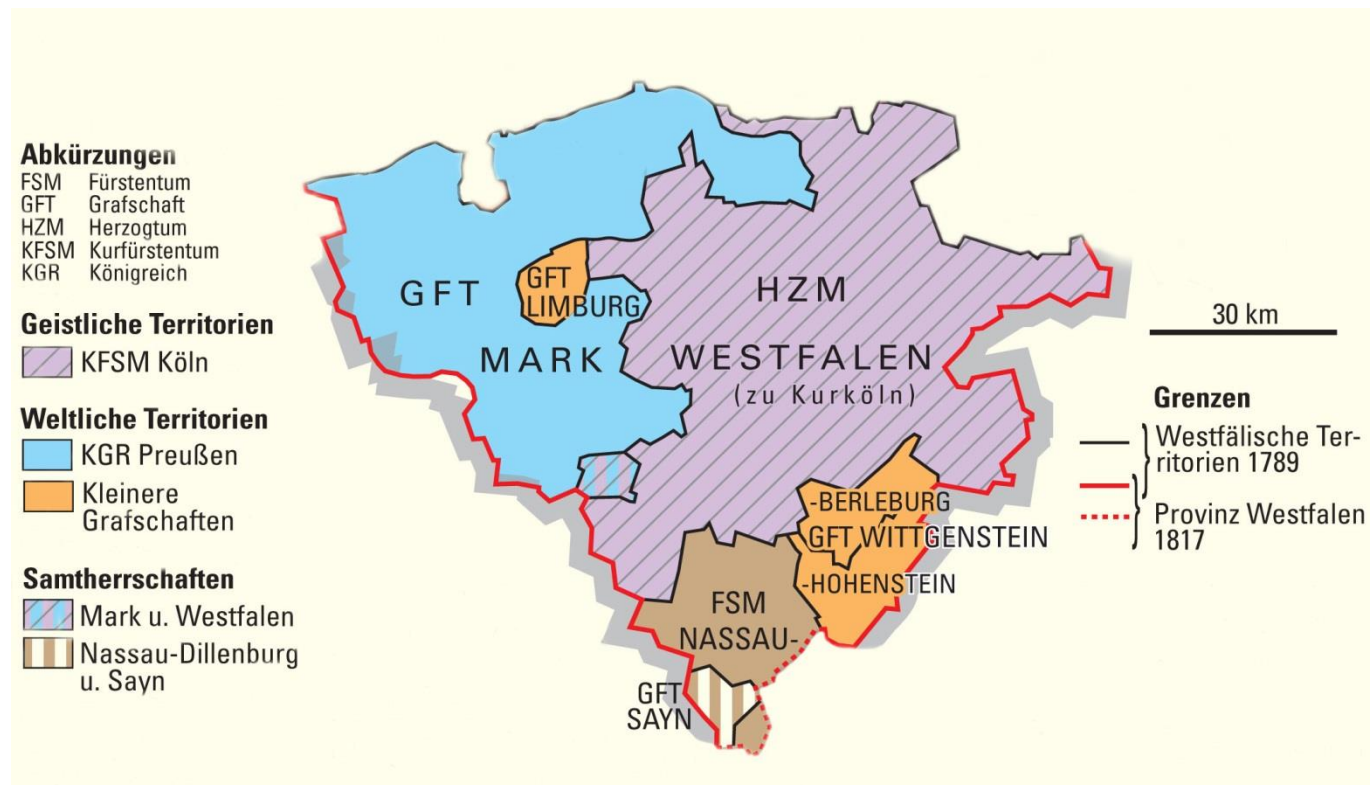 Abkürzungen
FSM Fürstentum
GFT Grafschaft
HZM Herzogtum
KFSM Kurfürstentum
KGR Königreich
Geistliche Territorien
KFSM Köln
Weltliche Territorien
KGR Preußen
Kleinere
Grafschaften
Samtherrschaften
Mark u. Westfalen
Nassau-Dillenburg
u. Sayn
GFT
MARK
GFT
LIMBURG
HZM
WESTFALEN
(zu Kurköln)
-BERLEBURG
GFT WITTGENSTEIN
-HOHENSTEIN
FSM
NASSAU-
GFT
SAYN
30 km
Grenzen
Westfälische Ter-
ritorien 1789
Provinz Westfalen
1817